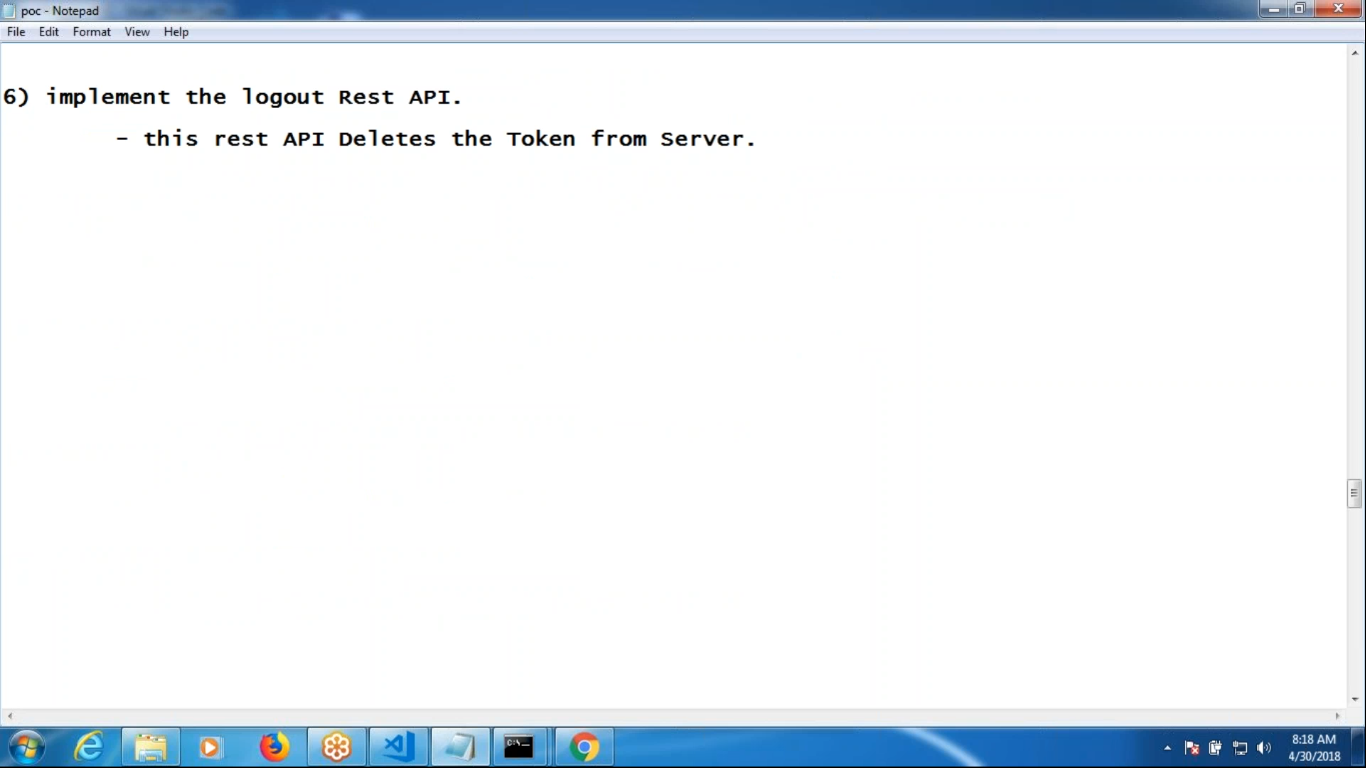 poc - Notepad
File Edit Format View Help
6) implement the logout Rest API.
- this rest API Deletes the Token from Server.
8:18 AM
4/30/2018